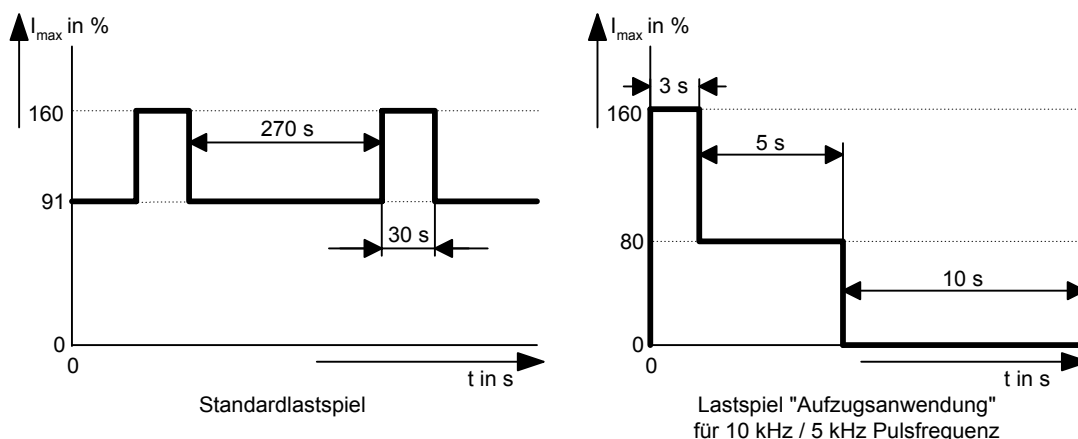 I_max in %
160
91
0
0
270 s
30 s
t in s
Standardlastspiel
I_max in %
3 s
160
5 s
80
10 s
0
0
t in s
Lastspiel "Aufzugsanwendung"
für 10 kHz / 5 kHz Pulsfrequenz